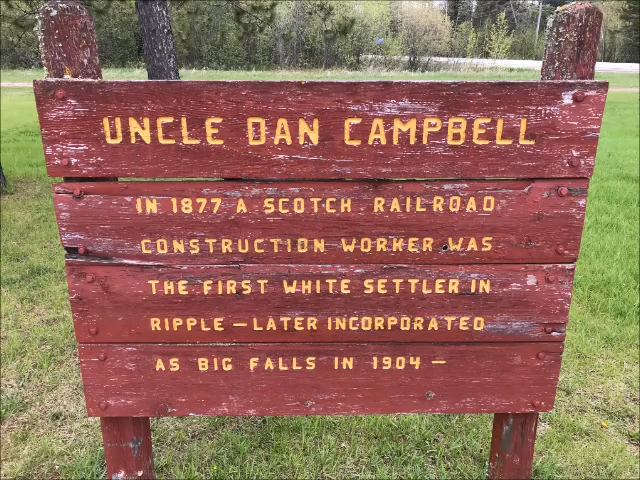 UNCLE DAN CAMPBELL
IN 1877 A SCOTCH RAILROAD
CONSTRUCTION WORKER WAS
THE FIRST WHITE SETTLER IN
RIPPLE — LATER INCORPORATED
AS BIG FALLS IN 1904 —